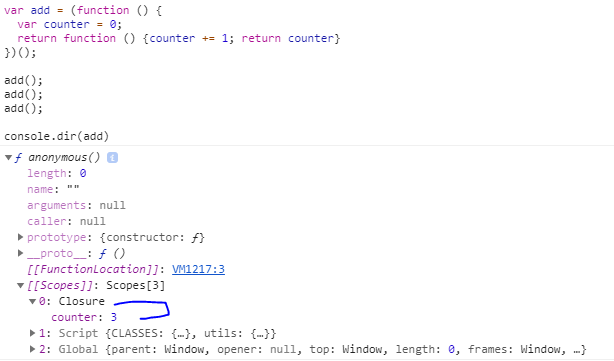 var add = (function () {
var counter = 0;
return function () {counter += 1; return counter}
})();
add();
add();
add();
console.dir(add)
▼ƒ anonymous() i
length: 0
name: ""
arguments: null
caller: null
▶prototype: {constructor: ƒ}
▶__proto__: ƒ ()
[[FunctionLocation]]: VM1217:3
▼[[Scopes]]: Scopes[3]
▼0: Closure
counter: 3
▶1: Script {CLASSES: {…}, utils: {…}}
▶2: Global {parent: Window, opener: null, top: Window, length: 0, frames: Window, …}